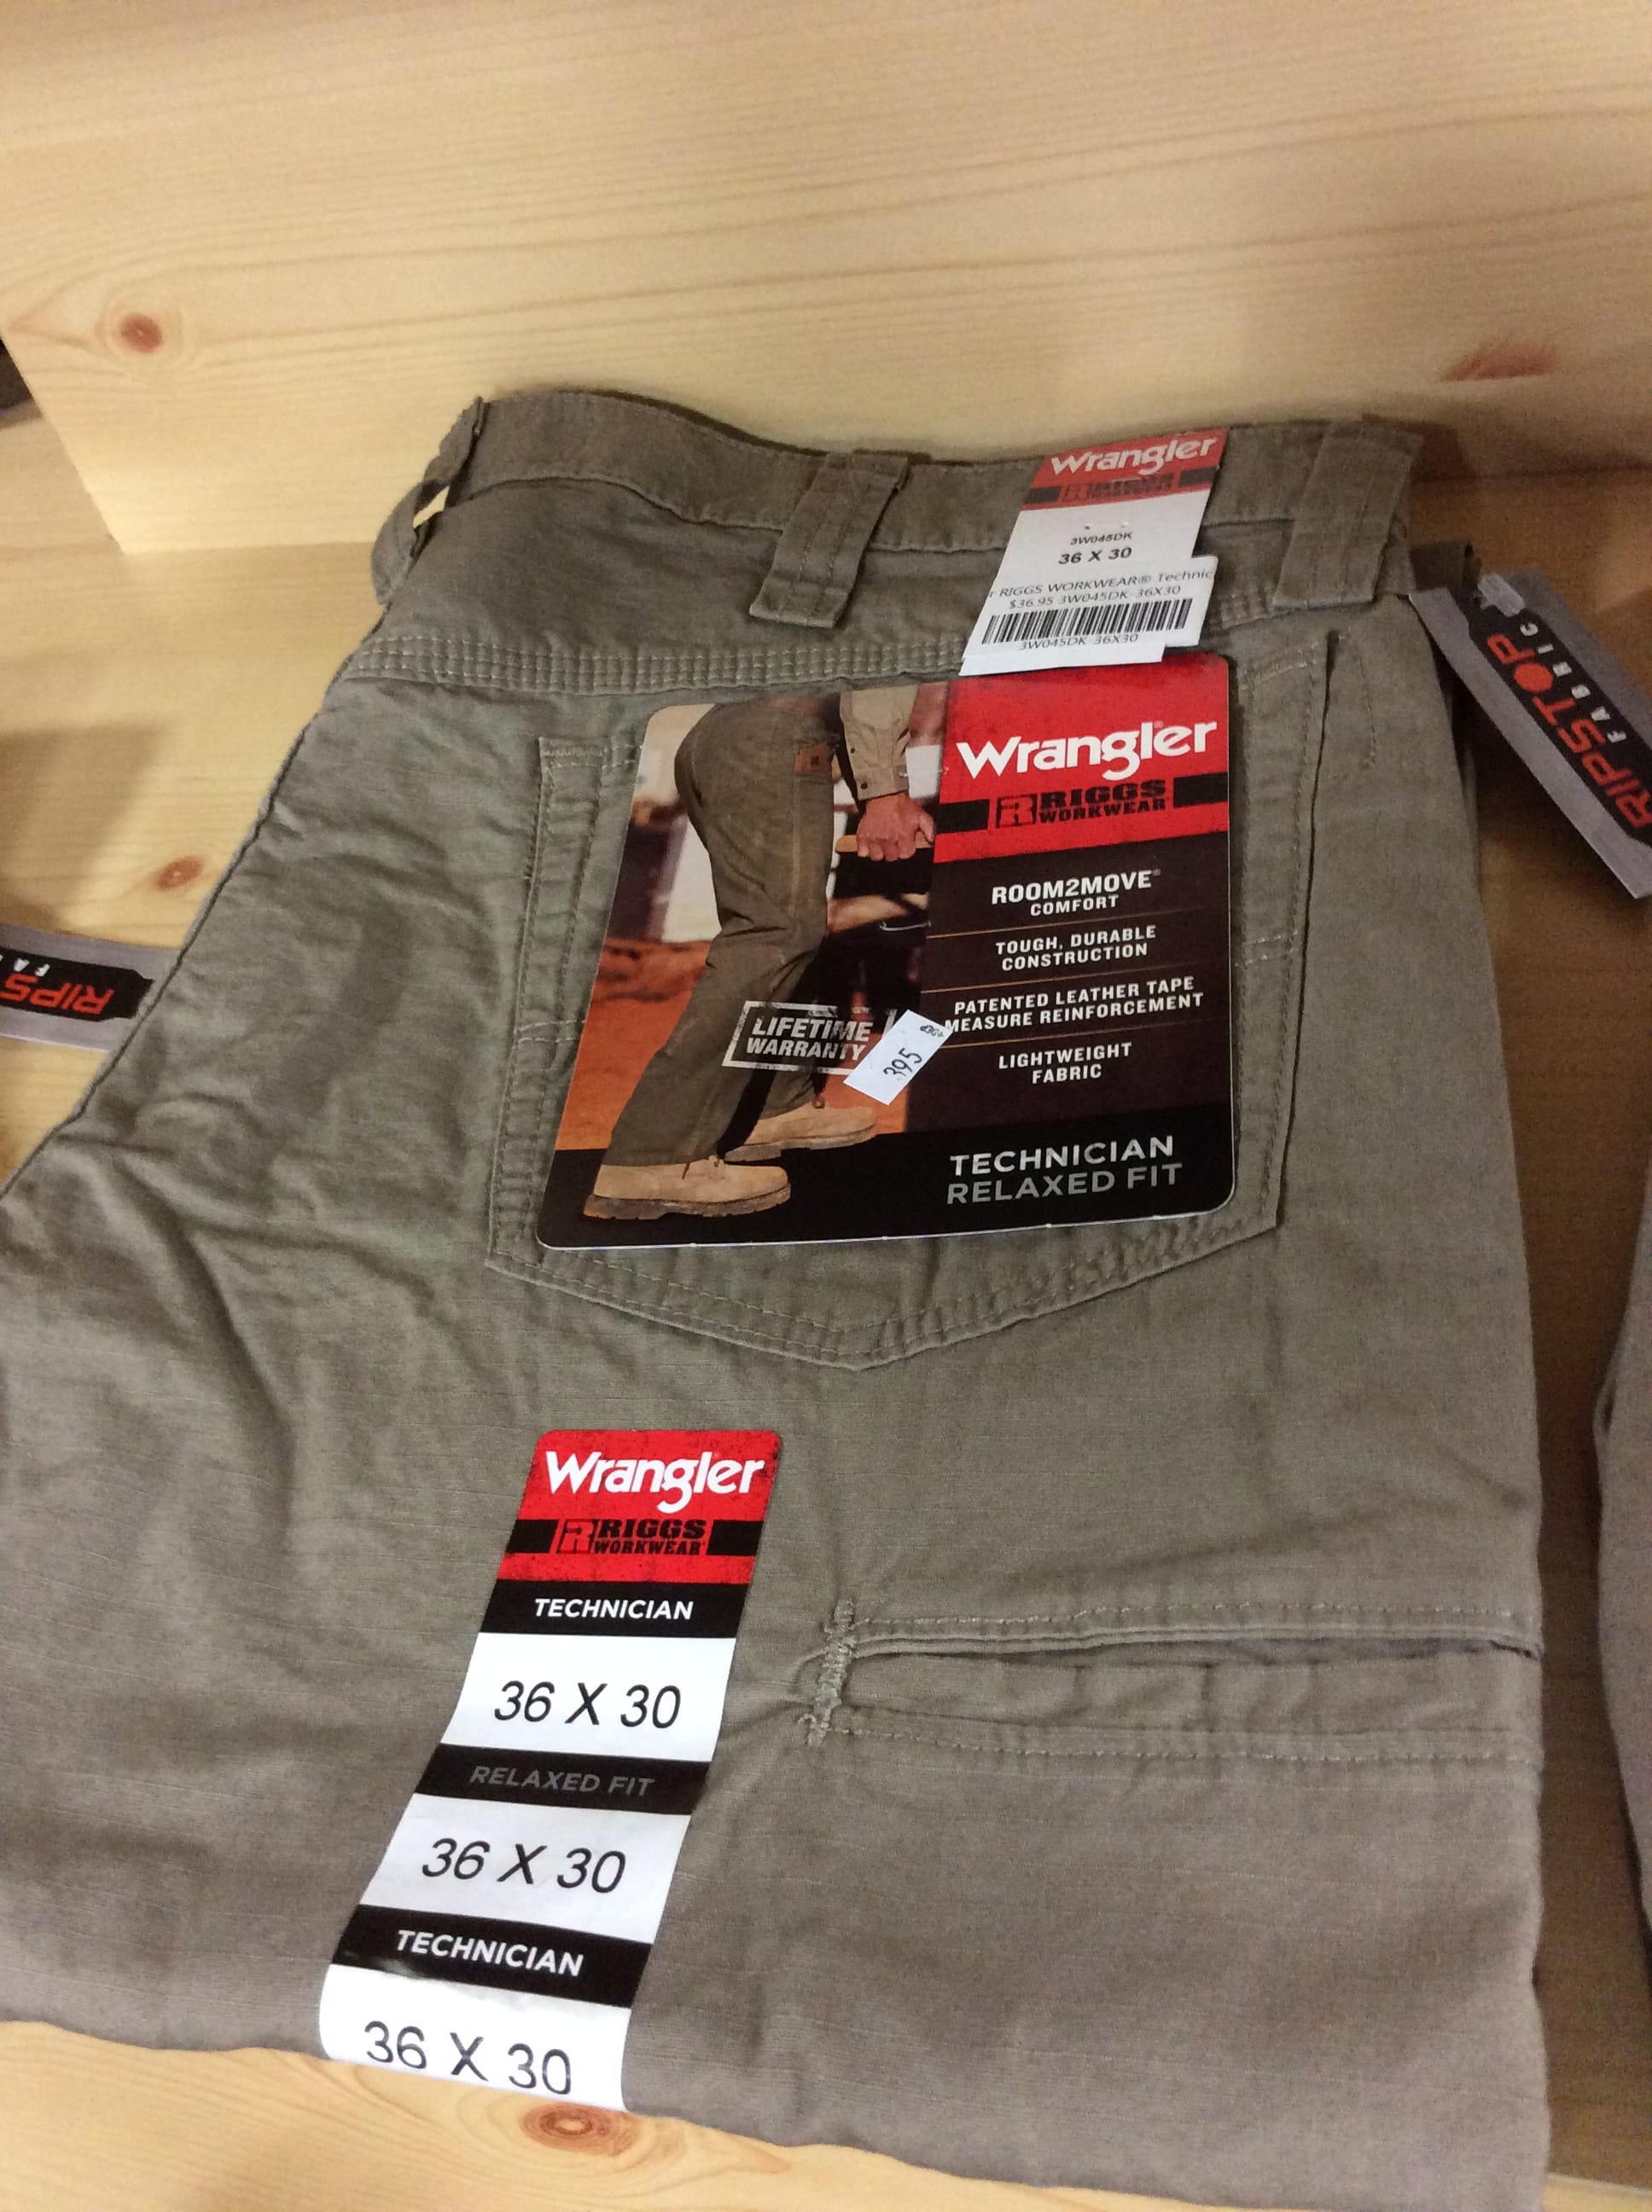 Wrangler
RIGGS
WORKWEAR
3W045DK
36 X 30
RIGGS WORKWEAR® Technic
$36.95 3W045DK-36X30
3W045DK 36X30
RIPSTOP
FABRIC
Wrangler®
R RIGGS
WORKWEAR
ROOM2MOVE®
COMFORT
TOUGH, DURABLE
CONSTRUCTION
PATENTED LEATHER TAPE
MEASURE REINFORCEMENT
LIGHTWEIGHT
FABRIC
LIFETIME
WARRANTY
395
TECHNICIAN
RELAXED FIT
RIPS
FA
Wrangler
R RIGGS
WORKWEAR
TECHNICIAN
36 X 30
RELAXED FIT
36 X 30
TECHNICIAN
36 X 30